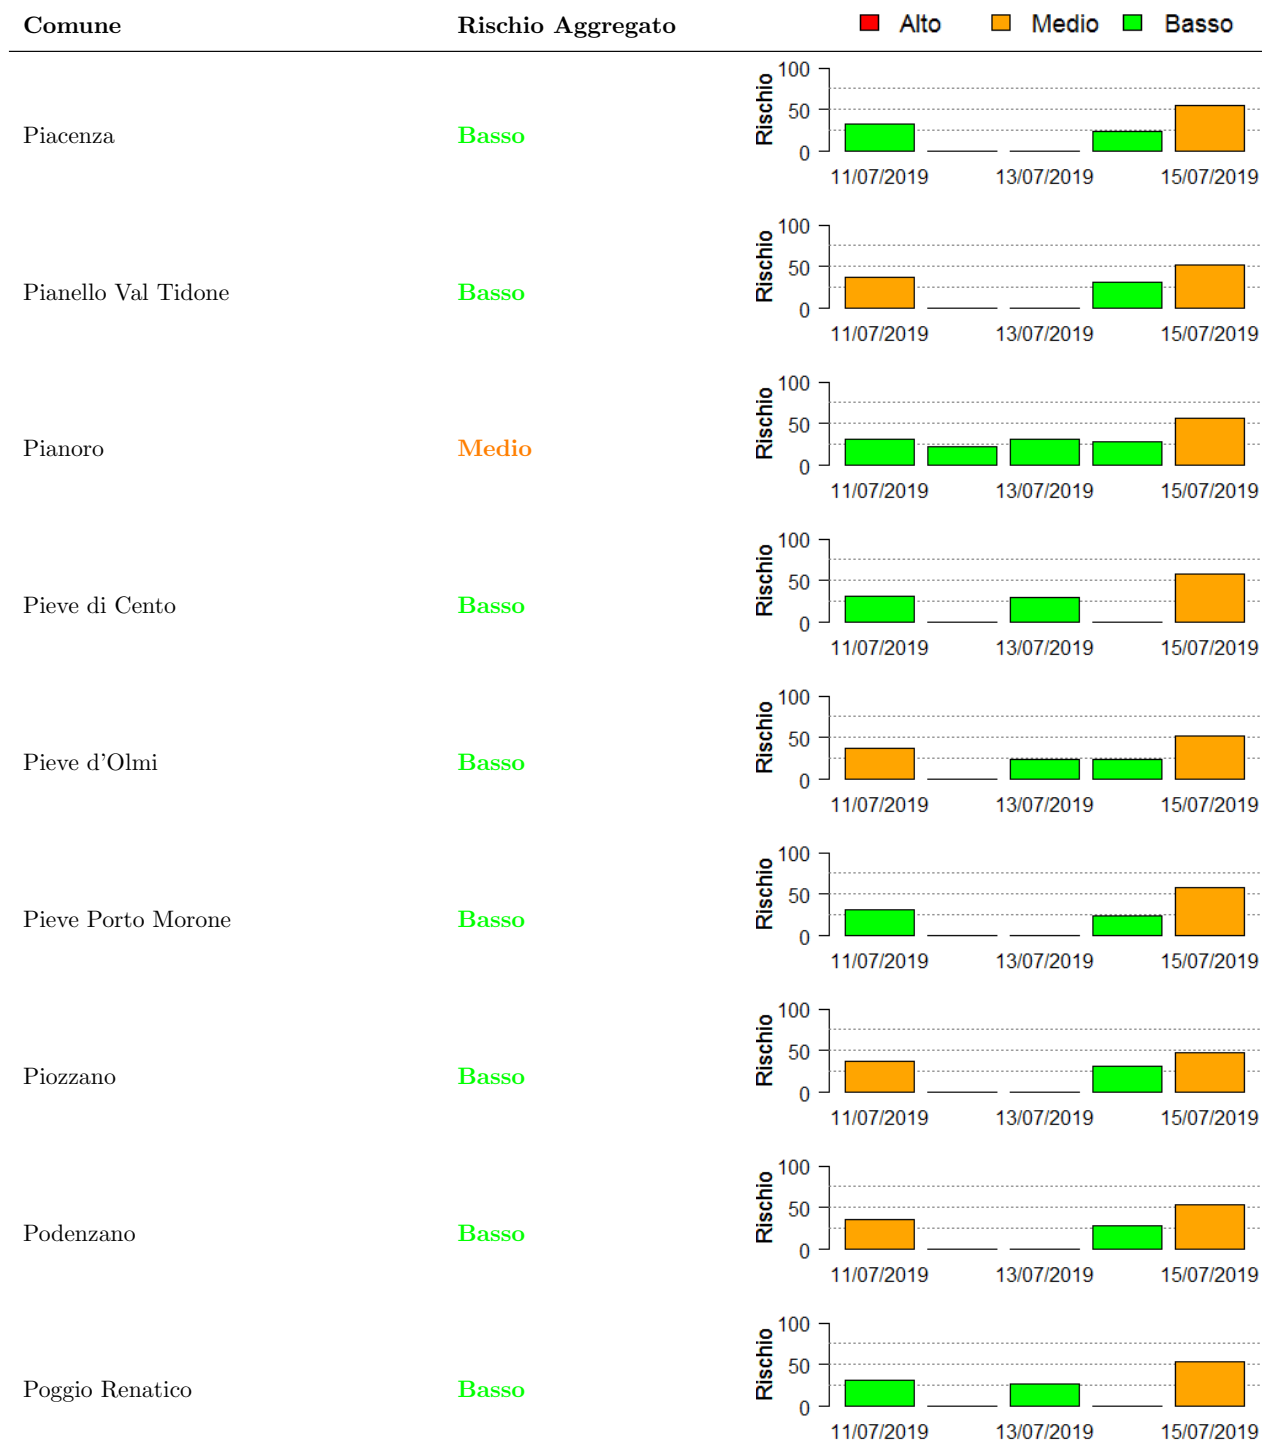 Comune Rischio Aggregato Alto Medio Basso
Piacenza Basso
Rischio
100
50
0
11/07/2019 13/07/2019 15/07/2019
Pianello Val Tidone Basso
Rischio
100
50
0
11/07/2019 13/07/2019 15/07/2019
Pianoro Medio
Rischio
100
50
0
11/07/2019 13/07/2019 15/07/2019
Pieve di Cento Basso
Rischio
100
50
0
11/07/2019 13/07/2019 15/07/2019
Pieve d'Olmi Basso
Rischio
100
50
0
11/07/2019 13/07/2019 15/07/2019
Pieve Porto Morone Basso
Rischio
100
50
0
11/07/2019 13/07/2019 15/07/2019
Piozzano Basso
Rischio
100
50
0
11/07/2019 13/07/2019 15/07/2019
Podenzano Basso
Rischio
100
50
0
11/07/2019 13/07/2019 15/07/2019
Poggio Renatico Basso
Rischio
100
50
0
11/07/2019 13/07/2019 15/07/2019